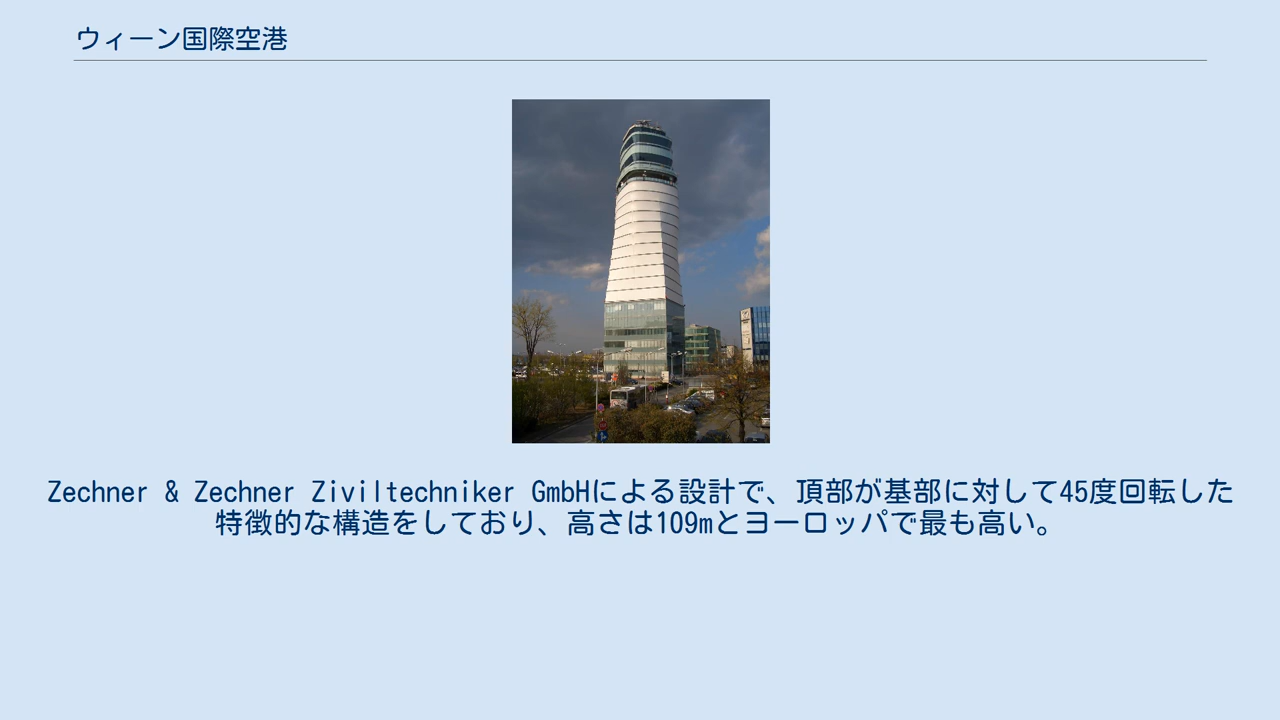 ウィーン国際空港
Zechner & Zechner Ziviltechniker GmbHによる設計で、頂部が基部に対して45度回転した
特徴的な構造をしており、高さは109mとヨーロッパで最も高い。